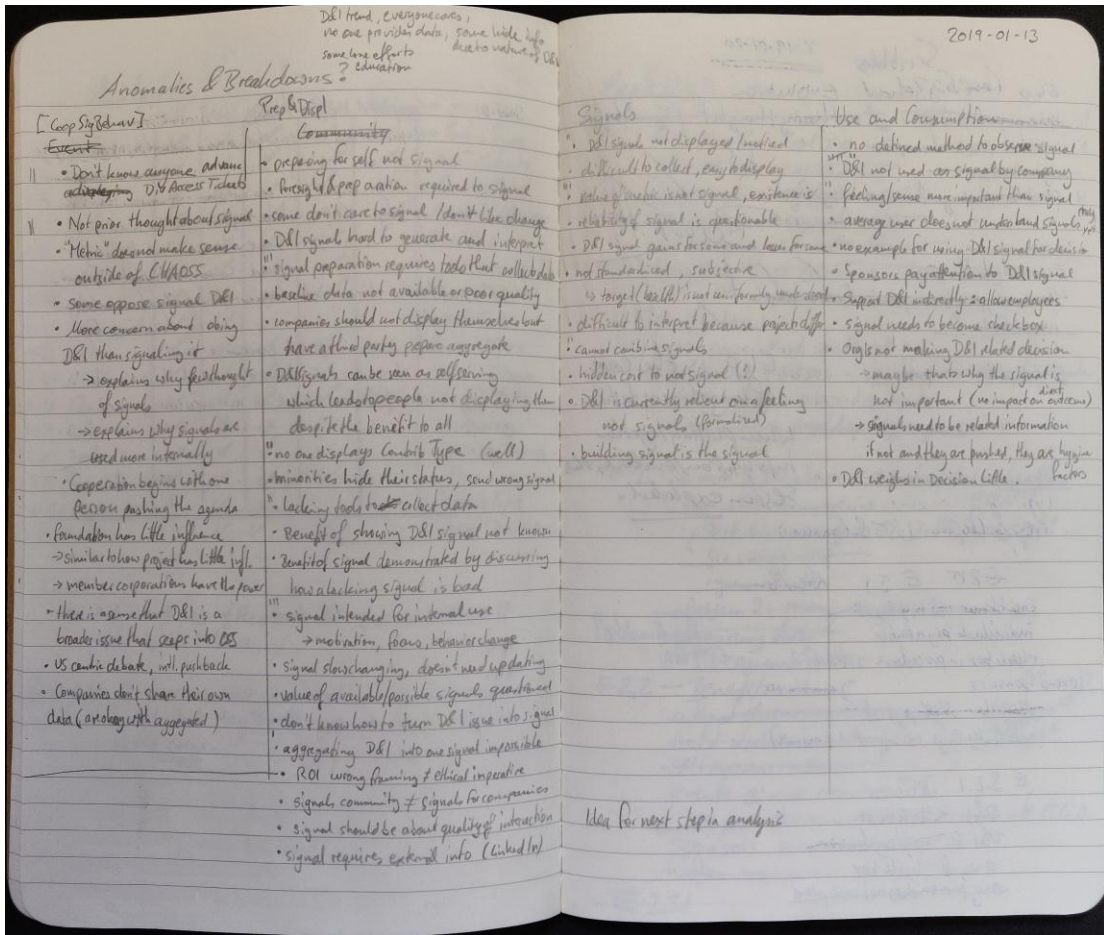 D&I trend, everyone cares,
no one provides data, some hide info
due to nature of D&I
some lone efforts
? education
Anomalies & Breakdowns?
[CoopSigBehav]
Event
• Don't know anyone advance
D&I Access Tickets
• Not prior thought about signal
• "Metric" does not make sense
outside of CHAOSS
• Some oppose signal D&I
• More concern about doing
D&I than signaling it
→ explains why few thought
of signals
→ explains why signals are
used more internally
• Cooperation begins with one
person pushing the agenda
• foundation has little influence
→ similar to how project has little infl.
→ member corporations have the power
• there is a sense that D&I is a
broader issue that seeps into OSS
• US centric debate, intl. pushback
• Companies don't share their own
data (are okay with aggregated)
Prep & Displ
Community
• preparing for self not signal
• Foresight & preparation required to signal
• some don't care to signal / don't like change
• D&I signals hard to generate and interpret
• signal preparation requires tools that collect data
• baseline data not available or poor quality
• companies should not display themselves but
have a third party prepare aggregate
• D&I signals can be seen as self serving
which leads to people not displaying them
despite the benefit to all
• no one displays Contrib Type (well)
• minorities hide their status, send wrong signal
• lacking tools to collect data
• Benefit of showing D&I signal not known
• Benefit of signal demonstrated by discussing
how a lacking signal is bad
• signal intended for internal use
→ motivation, focus, behavior change
• signal slow changing, doesn't need updating
• value of available/possible signals questioned
• don't know how to turn D&I issue into signal
• aggregating D&I into one signal impossible
• ROI wrong framing ≠ ethical imperative
• signals community ≠ signals for companies
• signal should be about quality of interaction
• signal requires external info (LinkedIn)
2019-01-13
Signals
• D&I signals not displayed / noticed
• difficult to collect, easy to display
• value of metric is not signal, existence is
• reliability of signal is questionable
• D&I signal gains for some and loses for some
• not standardized, subjective
↳ target (health) is not uniformly understood
• difficult to interpret because projects differ
• cannot combine signals
• hidden cost to not signal (?)
• D&I is currently reliant on a feeling
not signals (formalized)
• building signal is the signal
Idea for next step in analysis
Use and Consumption
• no defined method to observe signal
• D&I not used as signal by company
• feeling/sense more important than signal
• average user does not understand signals
• no example for using D&I signal for decision
• Sponsors pay attention to D&I signal
• Support D&I indirectly: allow employees
• signal needs to become checkbox
• Org is not making D&I related decision
→ maybe that's why the signal is
not important (no impact on direct outcome)
→ signals need to be related information
if not and they are pushed, they are hygiene
factors
• D&I weighs in Decision little.